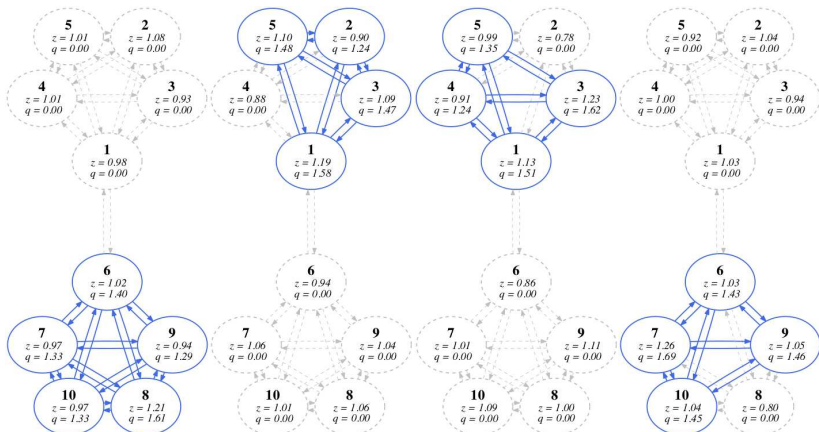 5
z = 1.01
q = 0.00
2
z = 1.08
q = 0.00
4
z = 1.01
q = 0.00
3
z = 0.93
q = 0.00
1
z = 0.98
q = 0.00
6
z = 1.02
q = 1.40
7
z = 0.97
q = 1.33
9
z = 0.94
q = 1.29
10
z = 0.97
q = 1.33
8
z = 1.21
q = 1.61
5
z = 1.10
q = 1.48
2
z = 0.90
q = 1.24
4
z = 0.88
q = 0.00
3
z = 1.09
q = 1.47
1
z = 1.19
q = 1.58
6
z = 0.94
q = 0.00
7
z = 1.06
q = 0.00
9
z = 1.04
q = 0.00
10
z = 1.01
q = 0.00
8
z = 1.06
q = 0.00
5
z = 0.99
q = 1.35
2
z = 0.78
q = 0.00
4
z = 0.91
q = 1.24
3
z = 1.23
q = 1.62
1
z = 1.13
q = 1.51
6
z = 0.86
q = 0.00
7
z = 1.01
q = 0.00
9
z = 1.11
q = 0.00
10
z = 1.09
q = 0.00
8
z = 1.00
q = 0.00
5
z = 0.92
q = 0.00
2
z = 1.04
q = 0.00
4
z = 1.00
q = 0.00
3
z = 0.94
q = 0.00
1
z = 1.03
q = 0.00
6
z = 1.03
q = 1.43
7
z = 1.26
q = 1.69
9
z = 1.05
q = 1.46
10
z = 1.04
q = 1.45
8
z = 0.80
q = 0.00